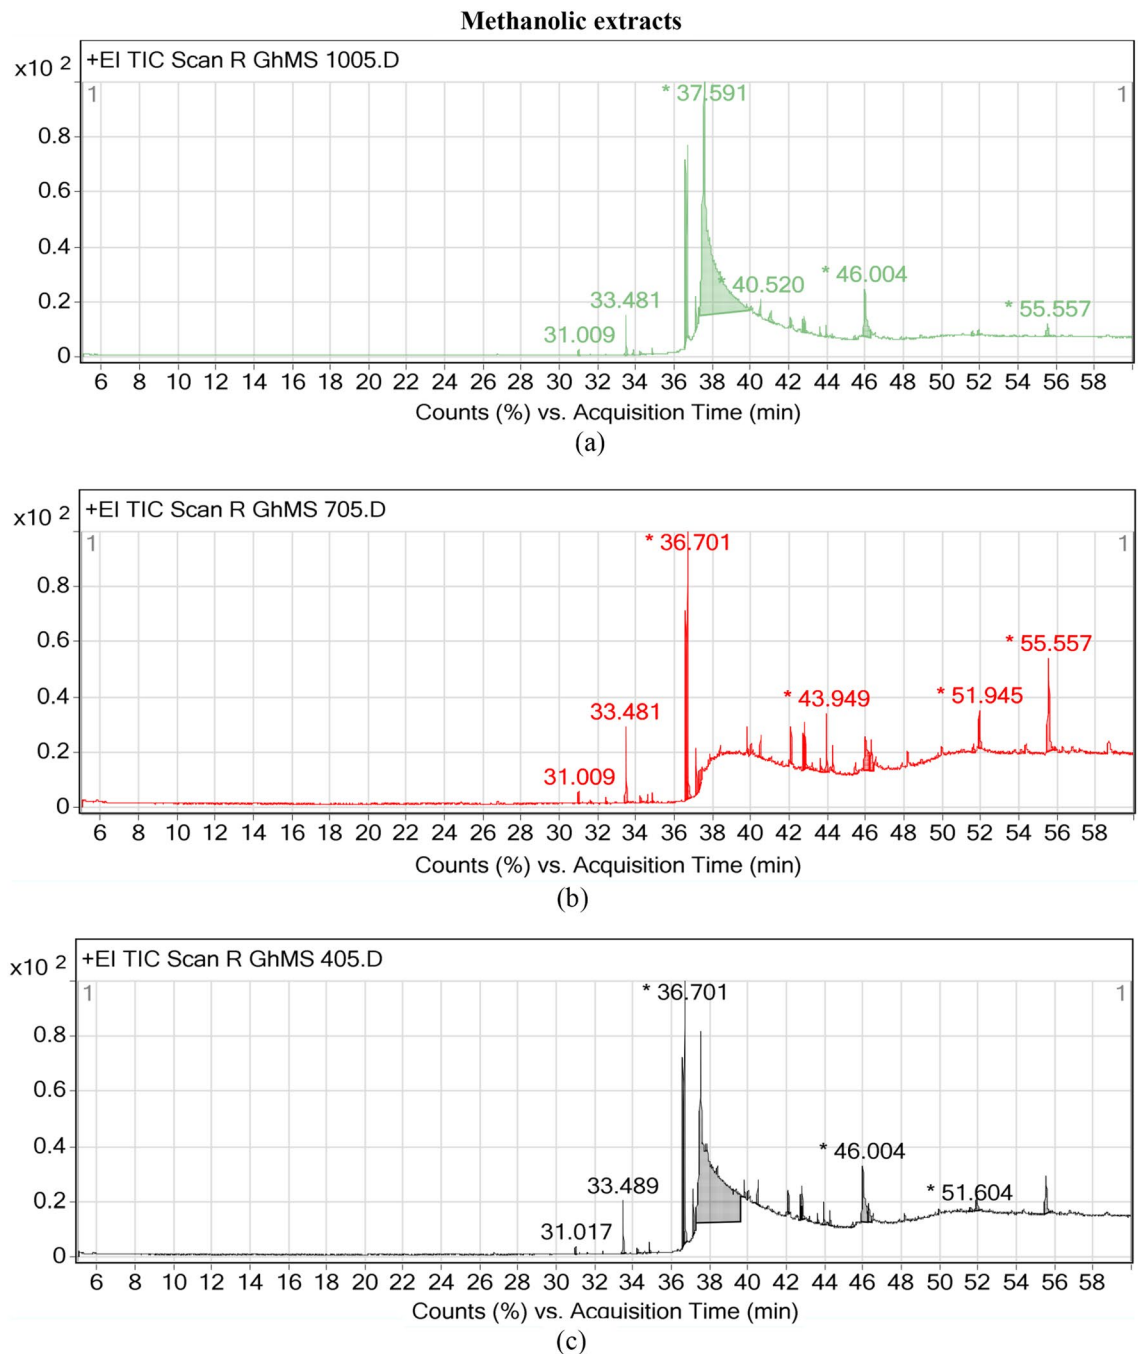 Methanolic extracts
+EI TIC Scan R GhMS 1005.D
x10 2
1 1
* 37.591
0.8
0.6
0.4
* 46.004
* 40.520
0.2
33.481
* 55.557
31.009
0
6 8 10 12 14 16 18 20 22 24 26 28 30 32 34 36 38 40 42 44 46 48 50 52 54 56 58
Counts (%) vs. Acquisition Time (min)
(a)
+EI TIC Scan R GhMS 705.D
x10 2
1 1
* 36.701
0.8
0.6
* 55.557
0.4
* 43.949
* 51.945
33.481
0.2
31.009
0
6 8 10 12 14 16 18 20 22 24 26 28 30 32 34 36 38 40 42 44 46 48 50 52 54 56 58
Counts (%) vs. Acquisition Time (min)
(b)
+EI TIC Scan R GhMS 405.D
x10 2
1 1
* 36.701
0.8
0.6
0.4
* 46.004
33.489
* 51.604
0.2
31.017
0
6 8 10 12 14 16 18 20 22 24 26 28 30 32 34 36 38 40 42 44 46 48 50 52 54 56 58
Counts (%) vs. Acquisition Time (min)
(c)